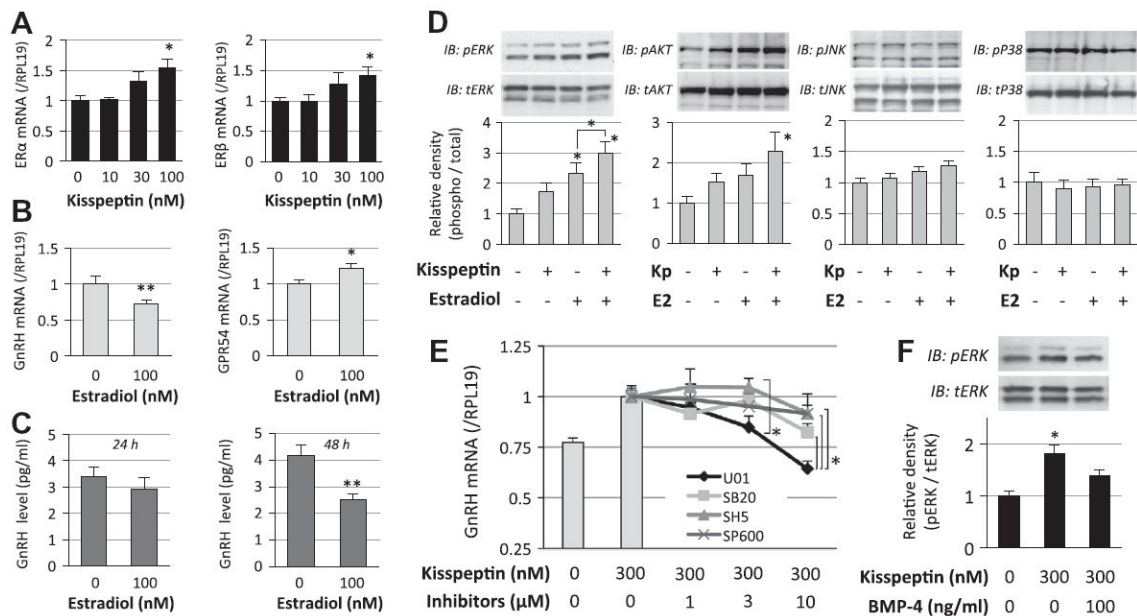 A
ERα mRNA (/RPL19)
2
1.5
1
0.5
0
*
0 10 30 100
Kisspeptin (nM)
ERβ mRNA (/RPL19)
2
1.5
1
0.5
0
*
0 10 30 100
Kisspeptin (nM)
B
GnRH mRNA (/RPL19)
1.5
1
0.5
0
**
0 100
Estradiol (nM)
GPR54 mRNA (/RPL19)
1.5
1
0.5
0
*
0 100
Estradiol (nM)
C
GnRH level (pg/ml)
5
4
3
2
1
0
24 h
0 100
Estradiol (nM)
GnRH level (pg/ml)
5
4
3
2
1
0
48 h
**
0 100
Estradiol (nM)
D
IB: pERK
IB: tERK
IB: pAKT
IB: tAKT
IB: pJNK
IB: tJNK
IB: pP38
IB: tP38
Relative density
(phospho / total)
4
3
2
1
0
* * *
3
2
1
0
*
2
1.5
1
0.5
0
2
1.5
1
0.5
0
Kisspeptin - + - +
Estradiol - - + +
Kp - + - +
E2 - - + +
Kp - + - +
E2 - - + +
Kp - + - +
E2 - - + +
E
GnRH mRNA (/RPL19)
1.25
1
0.75
0.5
0.25
*
*
U01
SB20
SH5
SP600
Kisspeptin (nM) 0 300 300 300 300
Inhibitors (μM) 0 0 1 3 10
F
IB: pERK
IB: tERK
Relative density
(pERK / tERK)
2
1
0
*
Kisspeptin (nM) 0 300 300
BMP-4 (ng/ml) 0 0 100